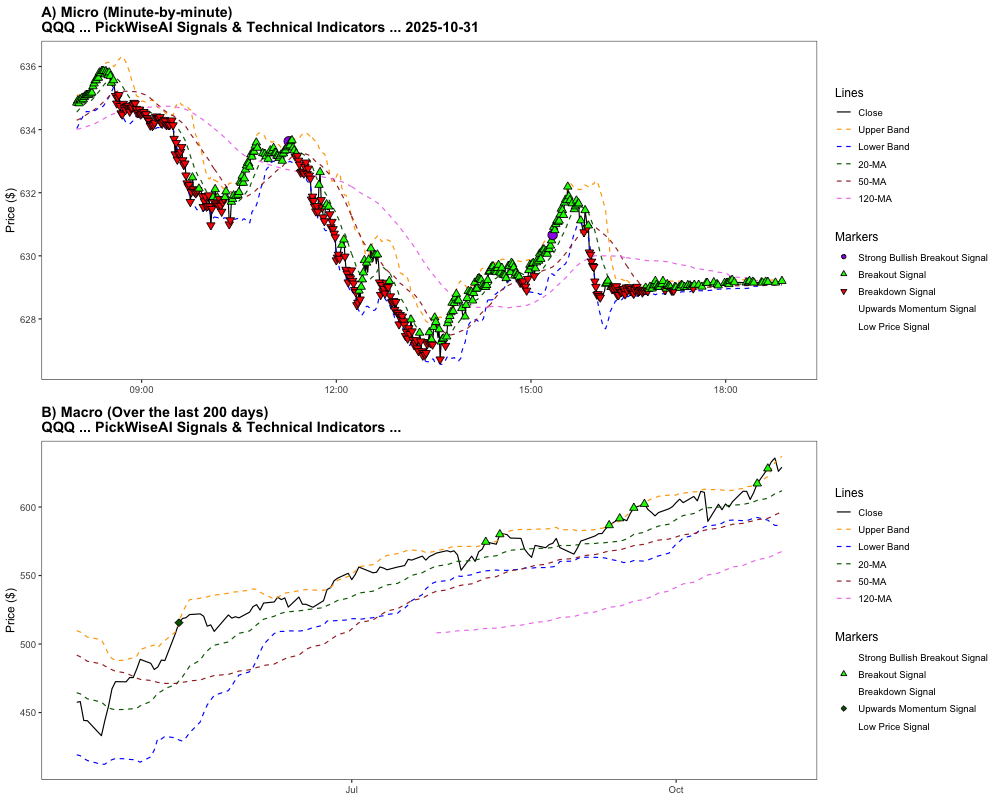 A) Micro (Minute-by-minute)
QQQ ... PickWiseAI Signals & Technical Indicators ... 2025-10-31
Price ($)
636
634
632
630
628
09:00
12:00
15:00
18:00
Lines
Close
Upper Band
Lower Band
20-MA
50-MA
120-MA
Markers
Strong Bullish Breakout Signal
Breakout Signal
Breakdown Signal
Upwards Momentum Signal
Low Price Signal
B) Macro (Over the last 200 days)
QQQ ... PickWiseAI Signals & Technical Indicators ...
Price ($)
600
550
500
450
Jul
Oct
Lines
Close
Upper Band
Lower Band
20-MA
50-MA
120-MA
Markers
Strong Bullish Breakout Signal
Breakout Signal
Breakdown Signal
Upwards Momentum Signal
Low Price Signal